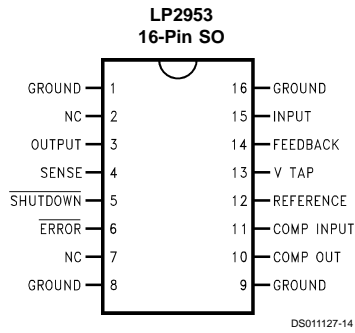 LP2953
16-Pin SO
GROUND 1 16 GROUND
NC 2 15 INPUT
OUTPUT 3 14 FEEDBACK
SENSE 4 13 V TAP
SHUTDOWN 5 12 REFERENCE
ERROR 6 11 COMP INPUT
NC 7 10 COMP OUT
GROUND 8 9 GROUND
DS011127-14